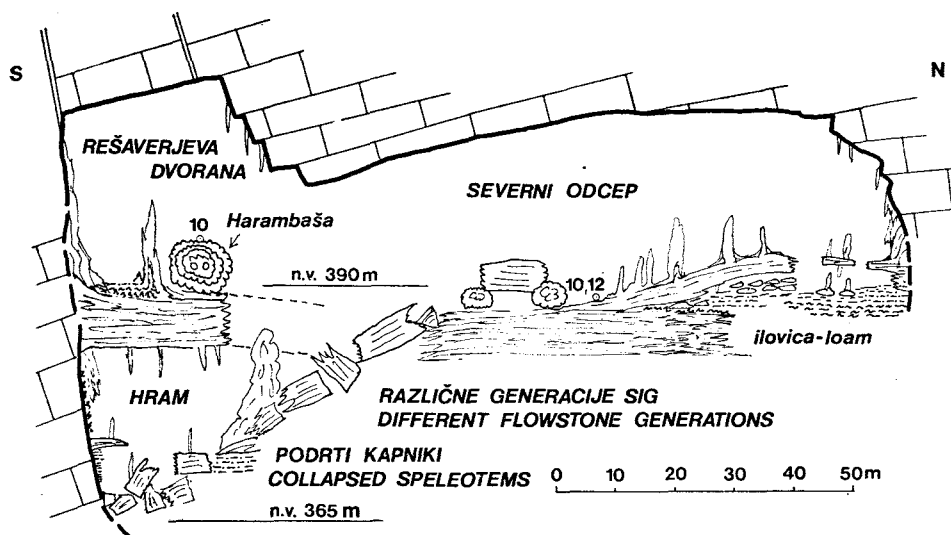 S
N
REŠAVERJEVA
DVORANA
SEVERNI ODCEP
10
Harambaša
n.v. 390 m
10,12
ilovica-loam
HRAM
RAZLIČNE GENERACIJE SIG
DIFFERENT FLOWSTONE GENERATIONS
PODRTI KAPNIKI
COLLAPSED SPELEOTEMS
0 10 20 30 40 50 m
n.v. 365 m